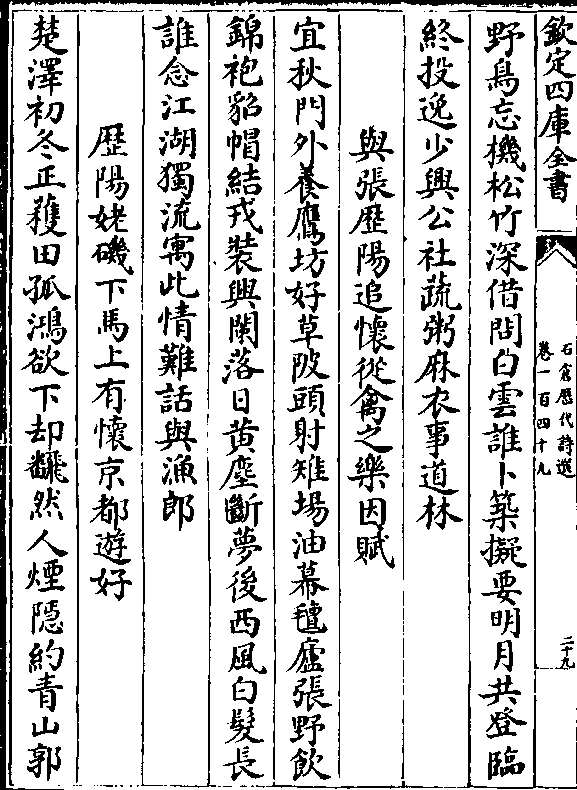 欽定四庫全書
石倉歷代詩選
卷一百四十九
二十九
野鳥忘機松竹深借問白雲誰卜築擬要明月共登臨
終投逸少興公社蔬粥麻衣事道林
與張歷陽追懷從禽之樂因賦
宜秋門外養鷹坊好草陂頭射雉場油幕氊廬張野飲
錦袍貂帽結戎裝興闌落日黄塵斷夢後西風白髮長
誰念江湖獨流寓此情難話與漁郎
歷陽姥磯下馬上有懷京都遊好
楚澤初冬正穫田孤鴻欲下却翻然人煙隠約青山郭